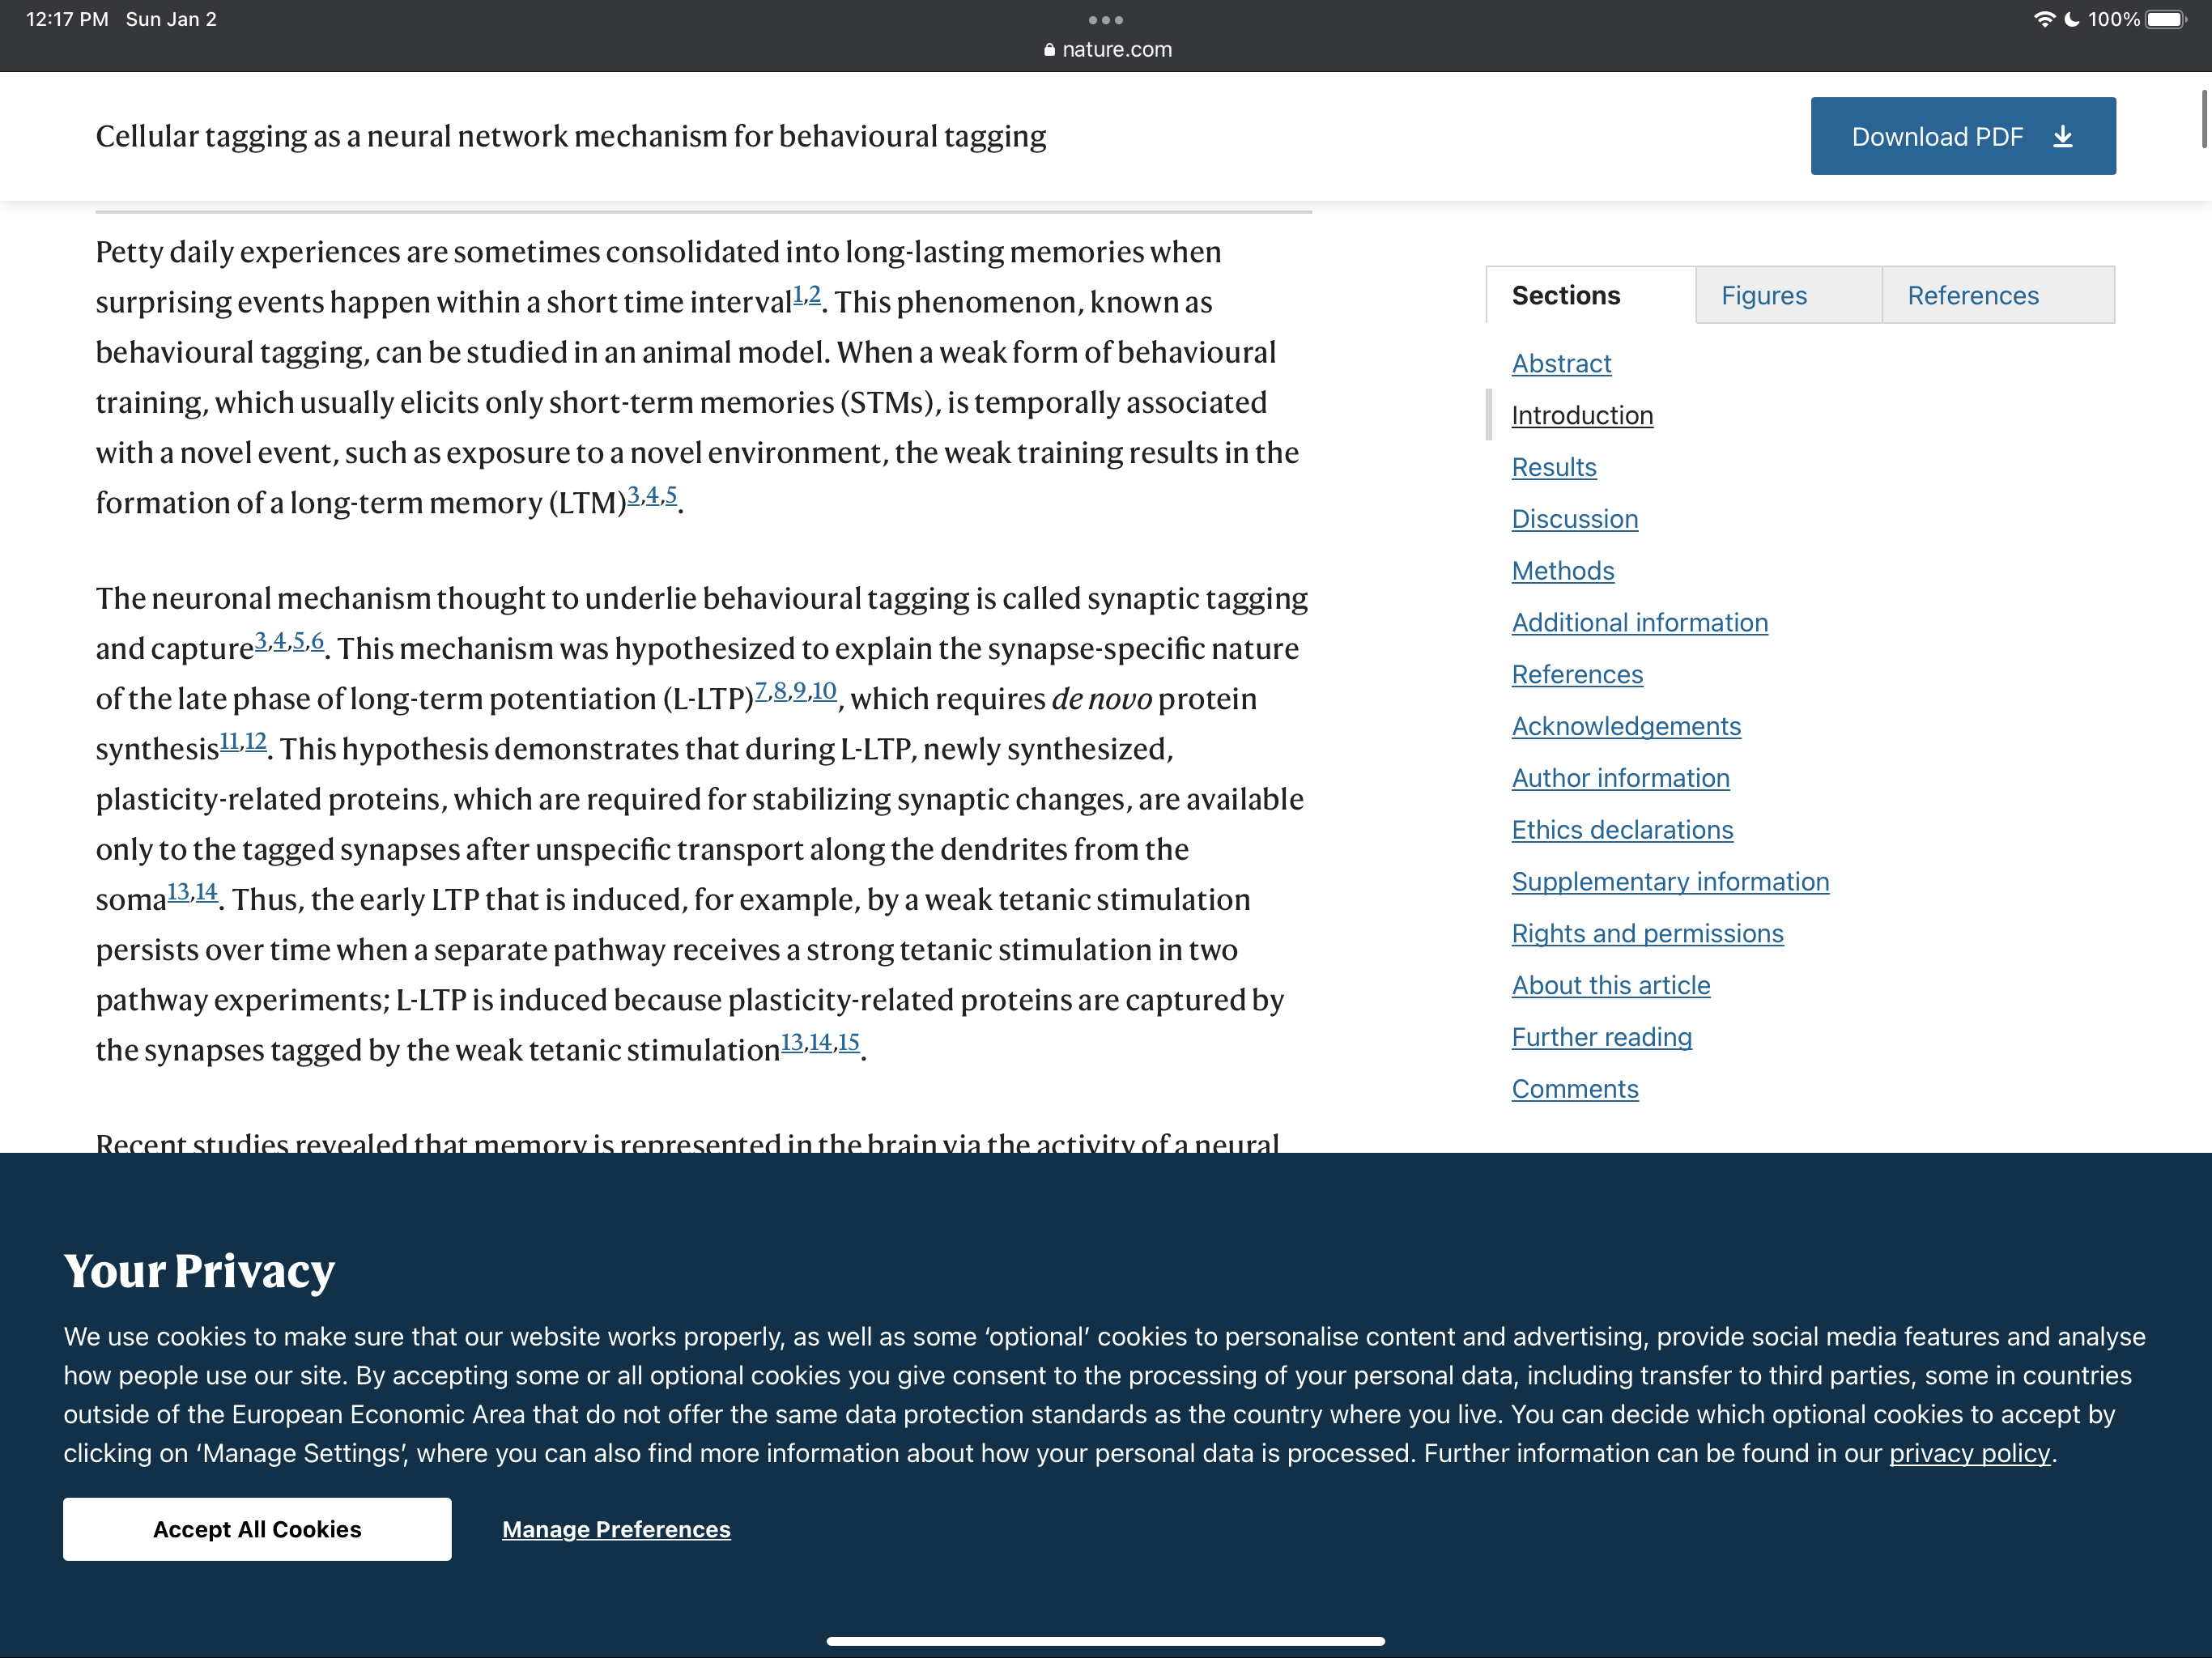 12:17 PM Sun Jan 2
100%
nature.com
Cellular tagging as a neural network mechanism for behavioural tagging
Download PDF
Petty daily experiences are sometimes consolidated into long-lasting memories when
surprising events happen within a short time interval1,2. This phenomenon, known as
behavioural tagging, can be studied in an animal model. When a weak form of behavioural
training, which usually elicits only short-term memories (STMs), is temporally associated
with a novel event, such as exposure to a novel environment, the weak training results in the
formation of a long-term memory (LTM)3,4,5.
The neuronal mechanism thought to underlie behavioural tagging is called synaptic tagging
and capture3,4,5,6. This mechanism was hypothesized to explain the synapse-specific nature
of the late phase of long-term potentiation (L-LTP)7,8,9,10, which requires de novo protein
synthesis11,12. This hypothesis demonstrates that during L-LTP, newly synthesized,
plasticity-related proteins, which are required for stabilizing synaptic changes, are available
only to the tagged synapses after unspecific transport along the dendrites from the
soma13,14. Thus, the early LTP that is induced, for example, by a weak tetanic stimulation
persists over time when a separate pathway receives a strong tetanic stimulation in two
pathway experiments; L-LTP is induced because plasticity-related proteins are captured by
the synapses tagged by the weak tetanic stimulation13,14,15.
Recent studies revealed that memory is represented in the brain via the activity of a neural
Sections
Figures
References
Abstract
Introduction
Results
Discussion
Methods
Additional information
References
Acknowledgements
Author information
Ethics declarations
Supplementary information
Rights and permissions
About this article
Further reading
Comments
Your Privacy
We use cookies to make sure that our website works properly, as well as some ‘optional’ cookies to personalise content and advertising, provide social media features and analyse
how people use our site. By accepting some or all optional cookies you give consent to the processing of your personal data, including transfer to third parties, some in countries
outside of the European Economic Area that do not offer the same data protection standards as the country where you live. You can decide which optional cookies to accept by
clicking on ‘Manage Settings’, where you can also find more information about how your personal data is processed. Further information can be found in our privacy policy.
Accept All Cookies
Manage Preferences